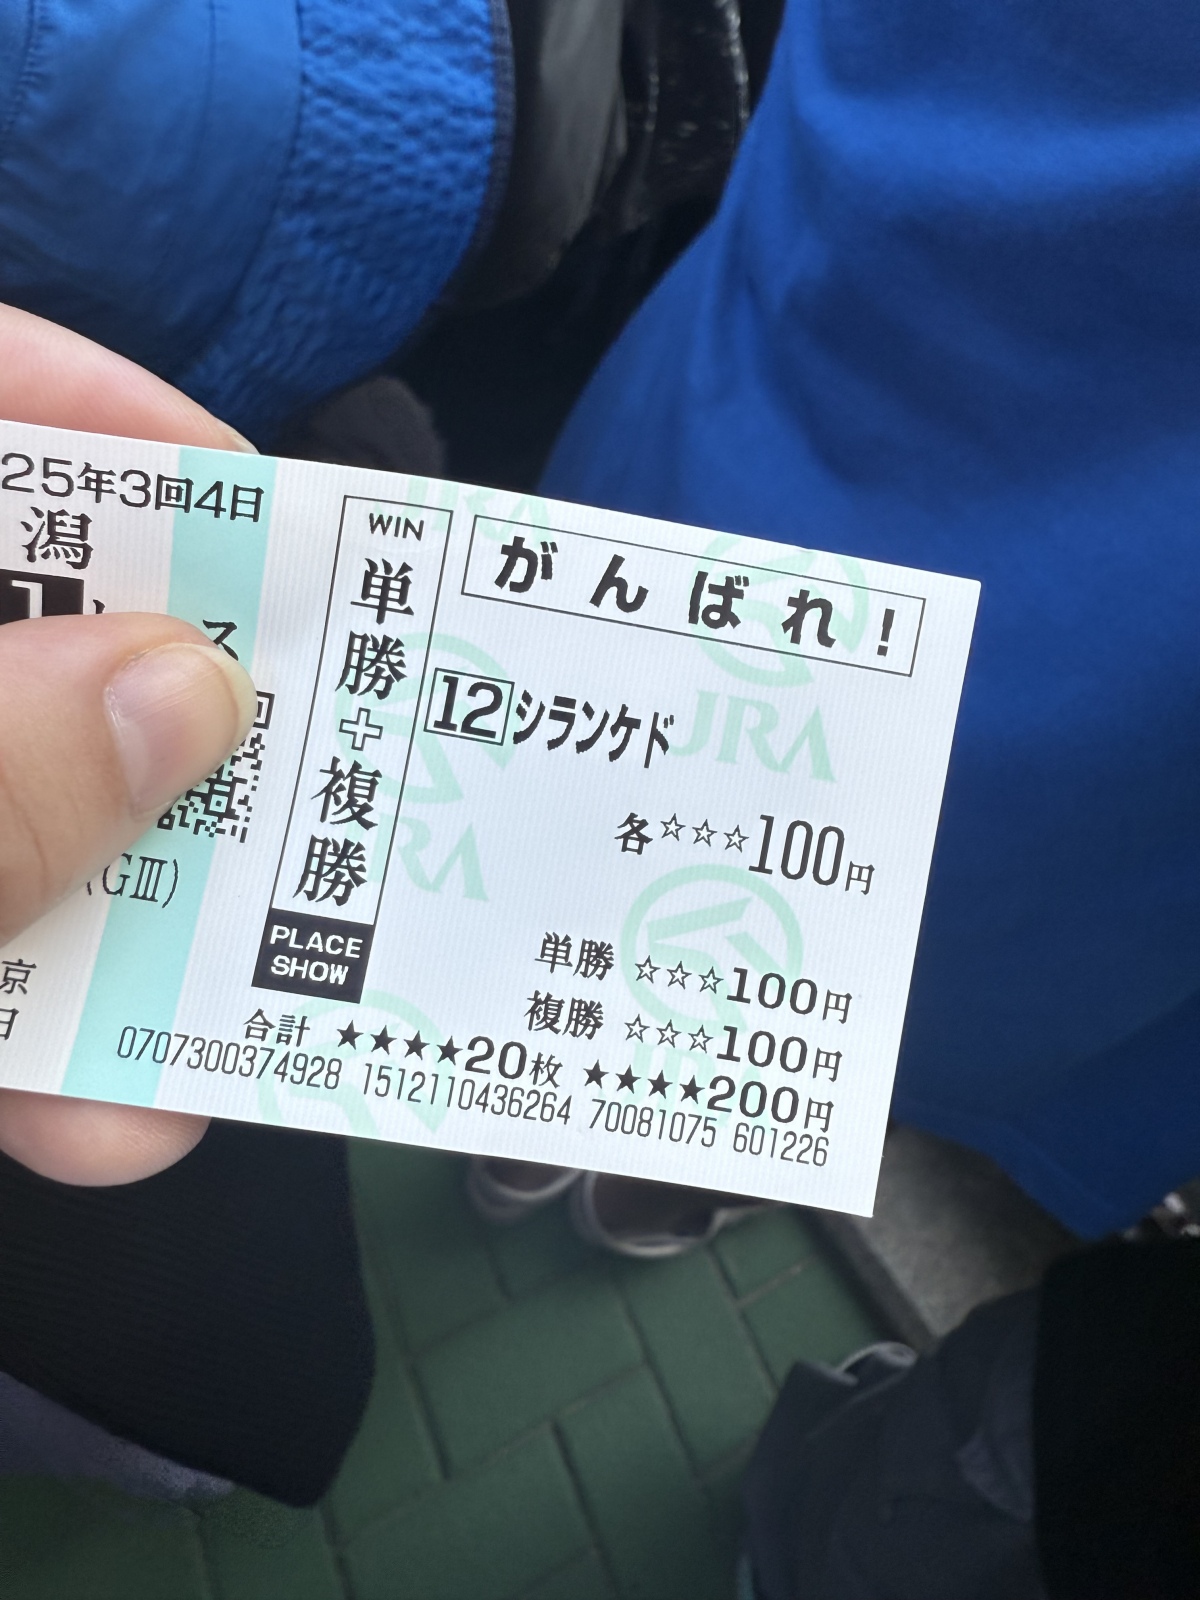 25年3回4日
潟
WIN
単勝+複勝
PLACE
SHOW
がんばれ!
12 シランケド
各☆☆☆100円
(GⅢ)
京
日
単勝 ☆☆☆100円
複勝 ☆☆☆100円
合計 ★★★★20枚 ★★★★200円
0707300374928 1512110436264 70081075 601226
JRA
JRA
JRA